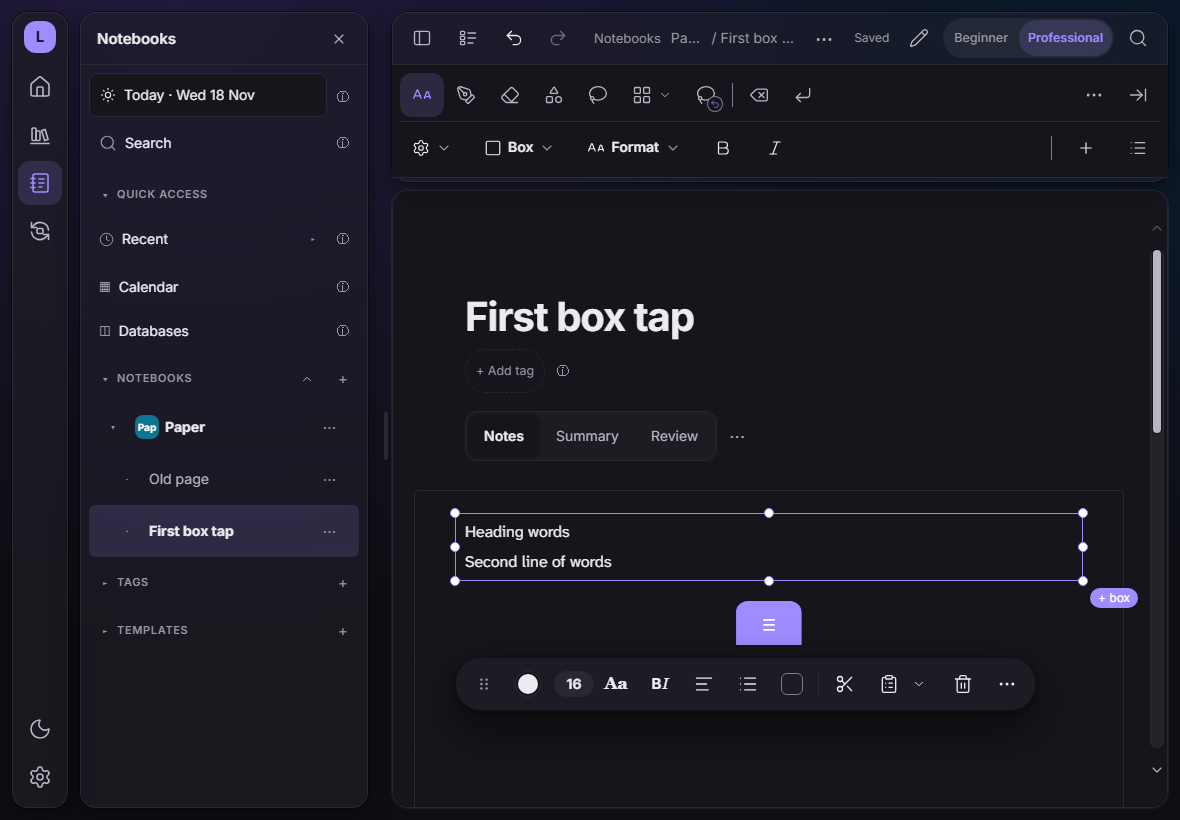 L
Notebooks
Today · Wed 18 Nov
Search
QUICK ACCESS
Recent
Calendar
Databases
NOTEBOOKS
Pap Paper
Old page
First box tap
TAGS
TEMPLATES
Notebooks Pa... / First box ...
Saved
Beginner Professional
AA
Box
AA Format
B I
First box tap
+ Add tag
Notes Summary Review
Heading words
Second line of words
+ box
16 Aa BI